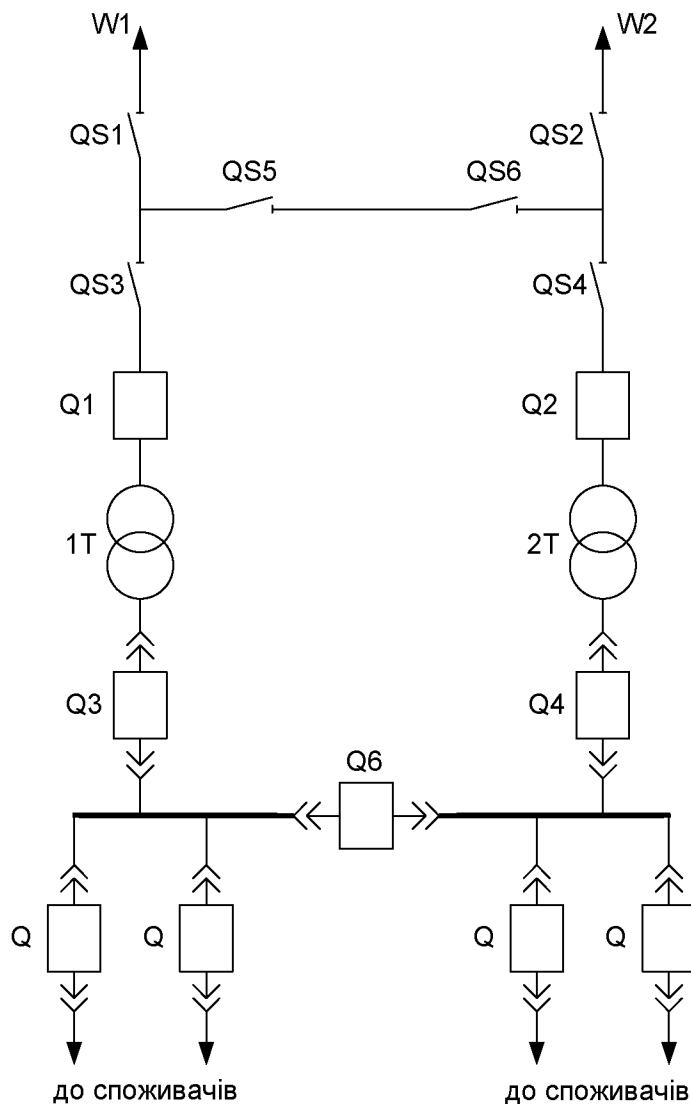 W1
W2
QS1
QS2
QS5
QS6
QS3
QS4
Q1
Q2
1T
2T
Q3
Q4
Q6
Q
Q
Q
Q
до споживачів
до споживачів